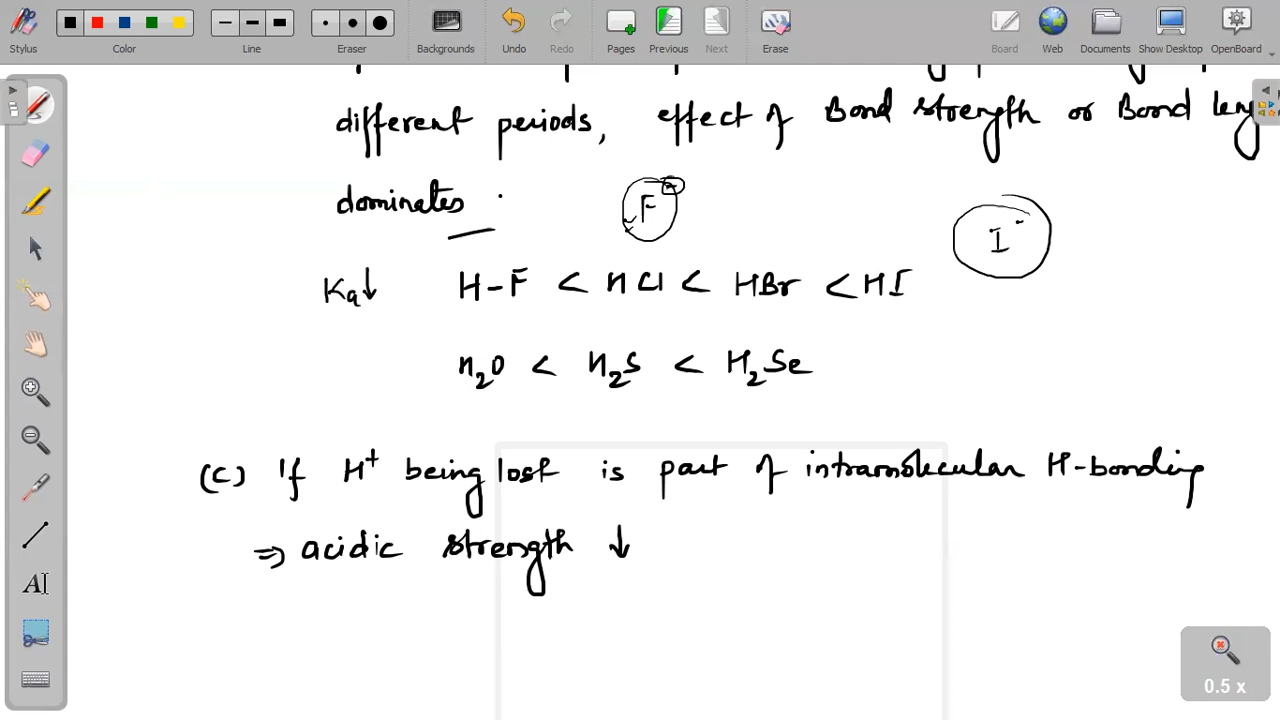 Stylus Color Line Eraser Backgrounds Undo Redo Pages Previous Next Erase Board Web Documents Show Desktop OpenBoard
different periods, effect of Bond strength or Bond leng
dominates .
F⁻
I⁻
Ka↓ H-F < HCl < HBr < HI
H₂O < H₂S < H₂Se
(c) If H⁺ being lost is part of intramolecular H-bonding
⇒ acidic strength ↓
0.5 x